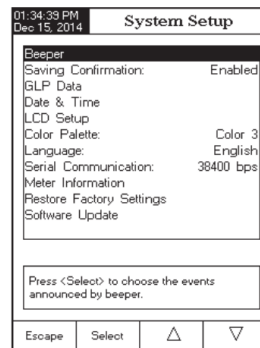 01:34:39 PM
Dec 15, 2014
System Setup
Beeper
Saving Confirmation: Enabled
GLP Data
Date & Time
LCD Setup
Color Palette: Color 3
Language: English
Serial Communication: 38400 bps
Meter Information
Restore Factory Settings
Software Update
Press <Select> to choose the events
announced by beeper.
Escape Select △ ▽